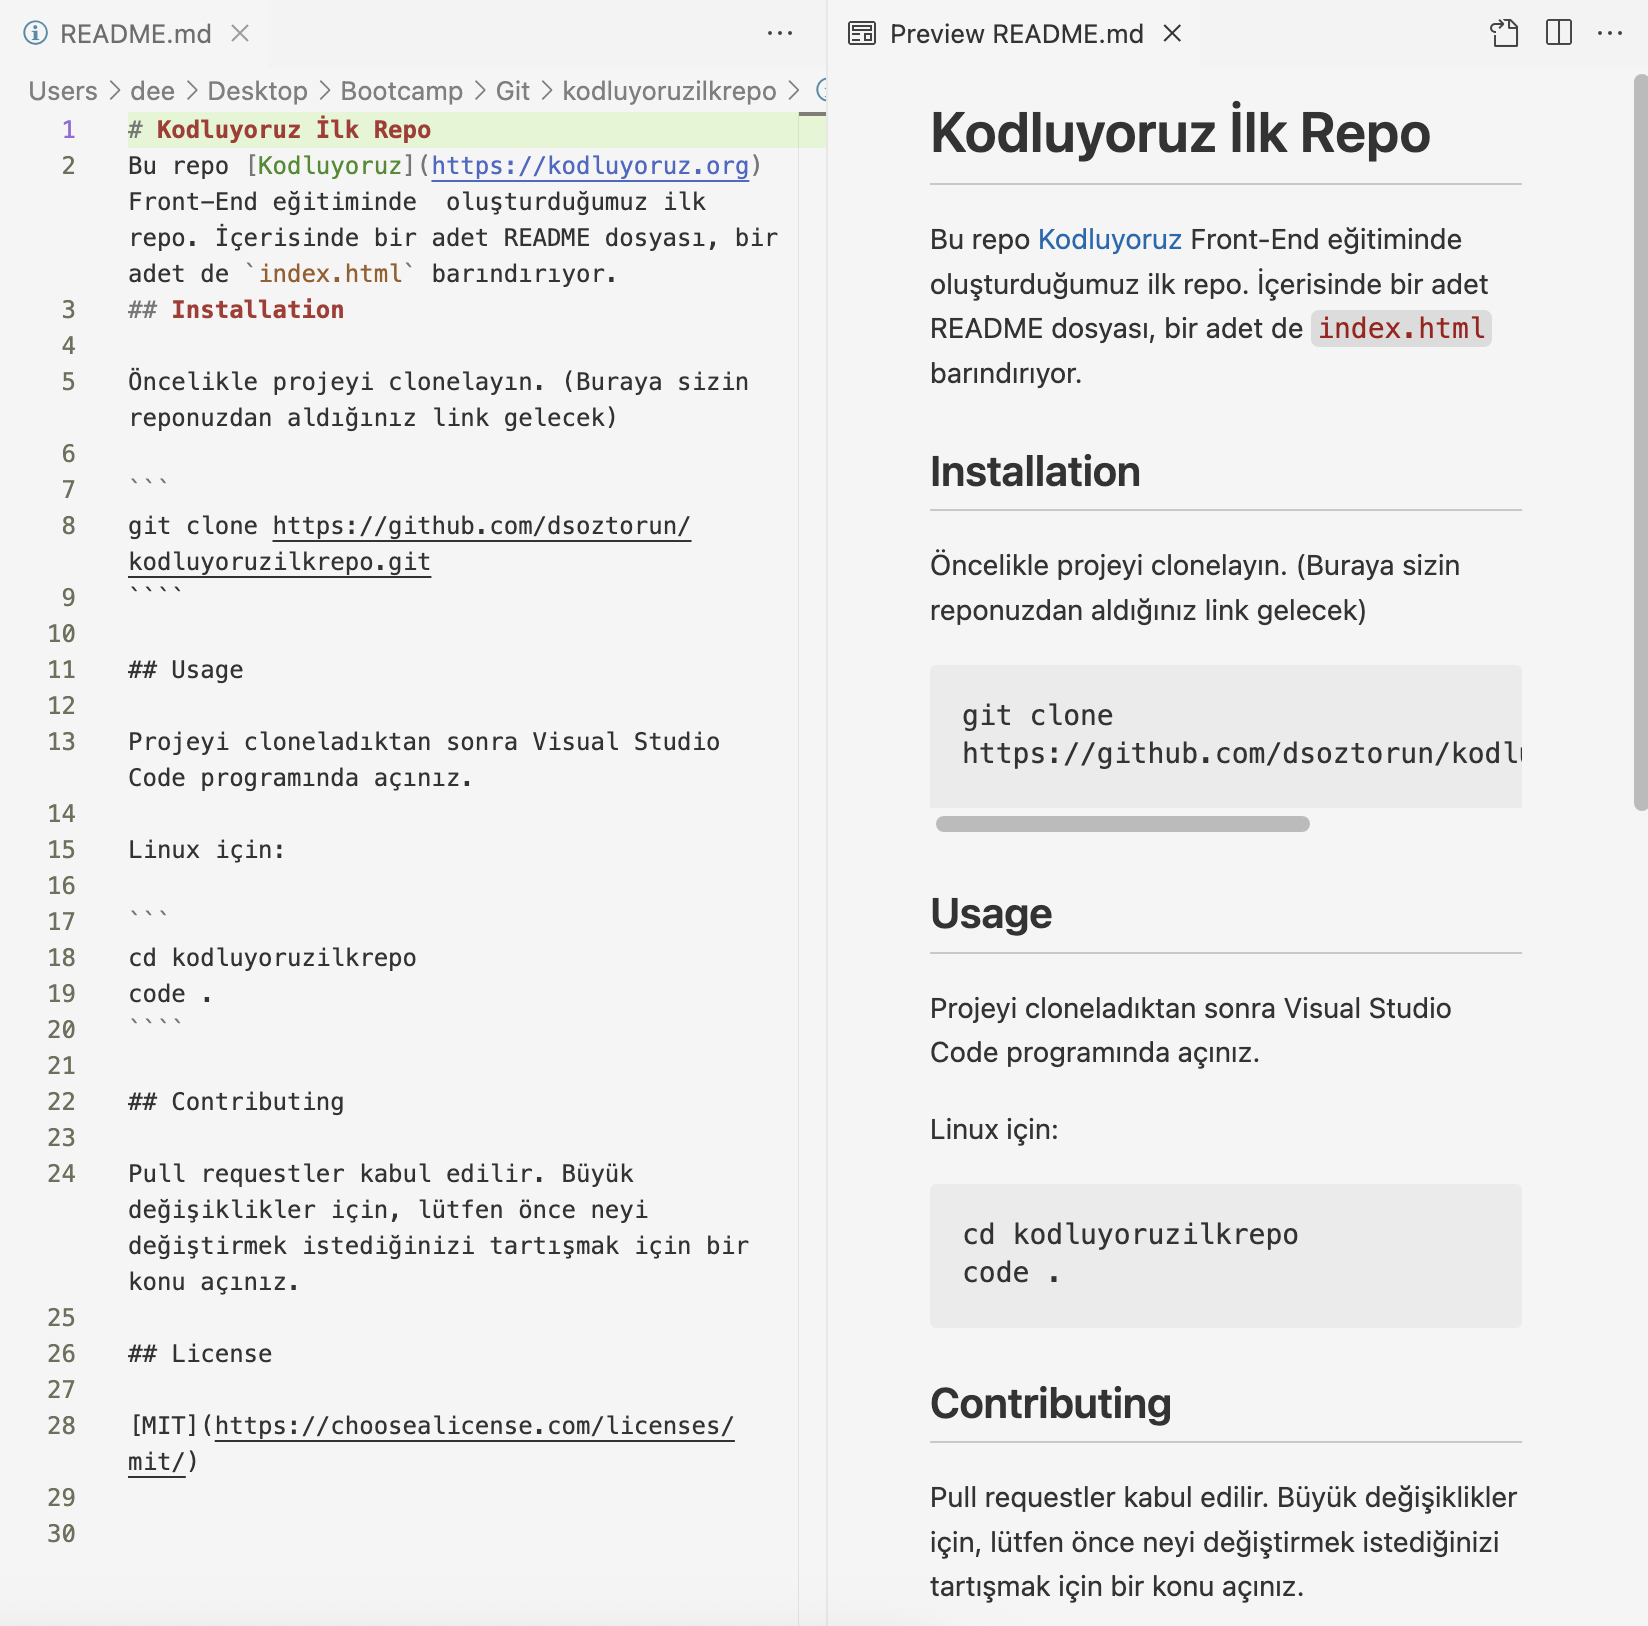 README.md
Users > dee > Desktop > Bootcamp > Git > kodluyoruzilkrepo >
1 # Kodluyoruz İlk Repo
2 Bu repo [Kodluyoruz](https://kodluyoruz.org)
Front-End eğitiminde  oluşturduğumuz ilk
repo. İçerisinde bir adet README dosyası, bir
adet de `index.html` barındırıyor.
3 ## Installation
4
5 Öncelikle projeyi clonelayın. (Buraya sizin
reponuzdan aldığınız link gelecek)
6
7 ```
8 git clone https://github.com/dsoztorun/
kodluyoruzilkrepo.git
9 ````
10
11 ## Usage
12
13 Projeyi cloneladıktan sonra Visual Studio
Code programında açınız.
14
15 Linux için:
16
17 ```
18 cd kodluyoruzilkrepo
19 code .
20 ````
21
22 ## Contributing
23
24 Pull requestler kabul edilir. Büyük
değişiklikler için, lütfen önce neyi
değiştirmek istediğinizi tartışmak için bir
konu açınız.
25
26 ## License
27
28 [MIT](https://choosealicense.com/licenses/
mit/)
29
30
Preview README.md
Kodluyoruz İlk Repo
Bu repo Kodluyoruz Front-End eğitiminde
oluşturduğumuz ilk repo. İçerisinde bir adet
README dosyası, bir adet de index.html
barındırıyor.
Installation
Öncelikle projeyi clonelayın. (Buraya sizin
reponuzdan aldığınız link gelecek)
git clone
https://github.com/dsoztorun/kodlu
Usage
Projeyi cloneladıktan sonra Visual Studio
Code programında açınız.
Linux için:
cd kodluyoruzilkrepo
code .
Contributing
Pull requestler kabul edilir. Büyük değişiklikler
için, lütfen önce neyi değiştirmek istediğinizi
tartışmak için bir konu açınız.